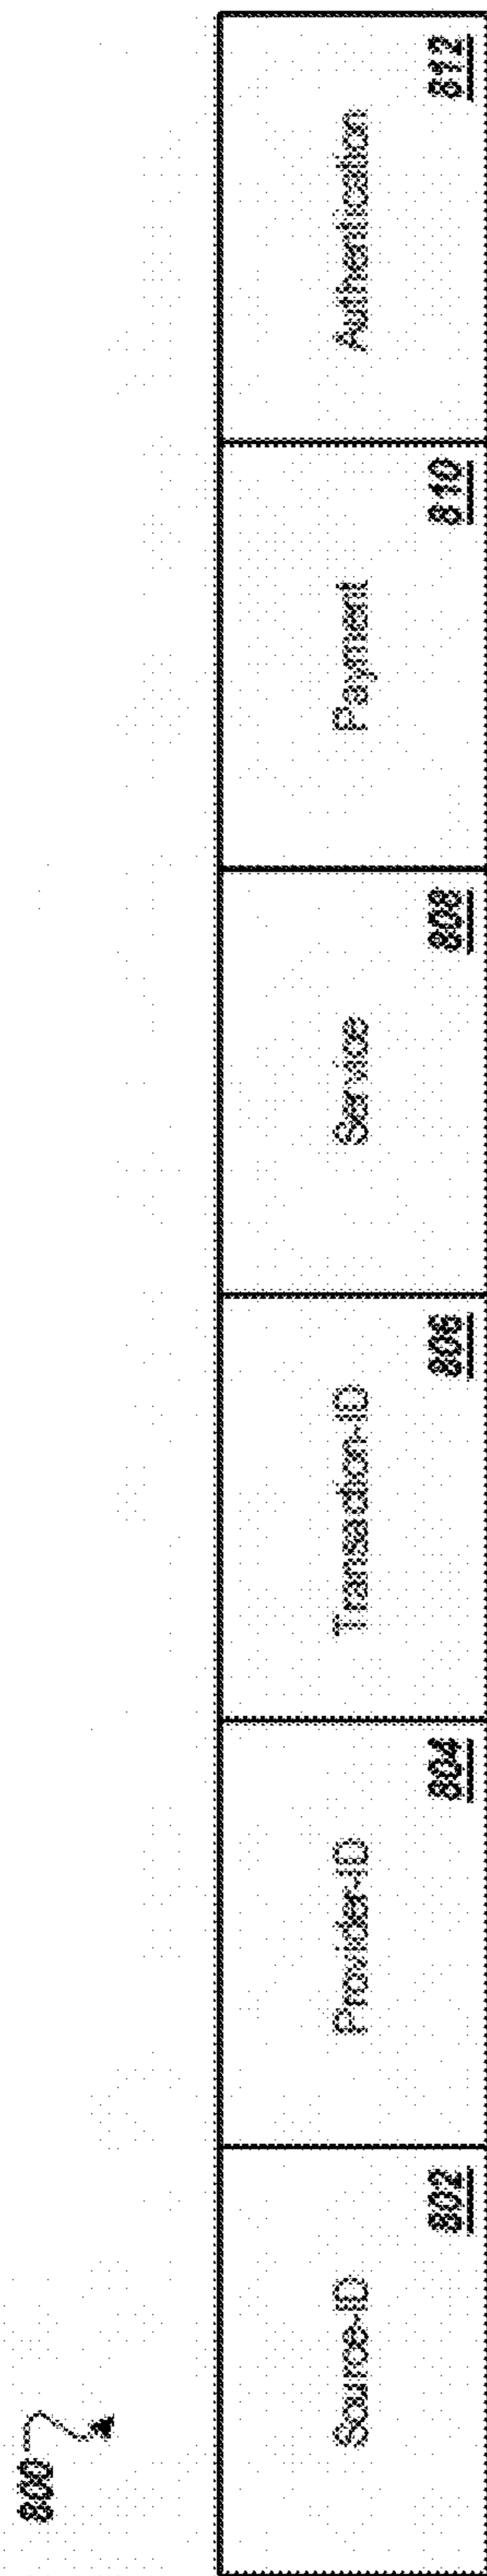 800
Source-ID
802
Provider-ID
804
Transaction-ID
806
Service
808
Payment
810
Authentication
812